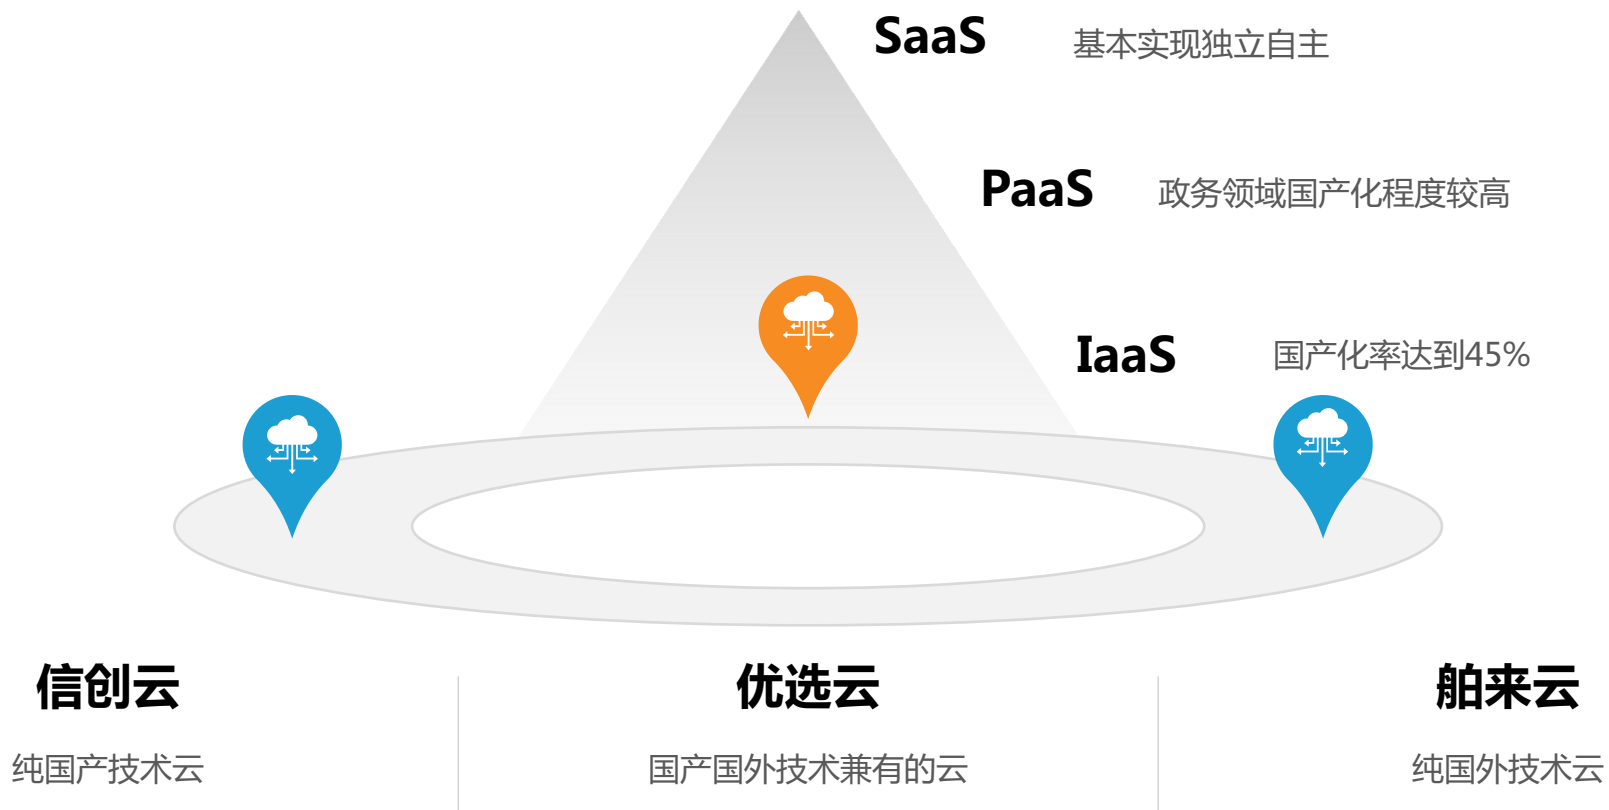 SaaS 基本实现独立自主
PaaS 政务领域国产化程度较高
IaaS 国产化率达到45%
信创云 优选云 舶来云
纯国产技术云 国产国外技术兼有的云 纯国外技术云